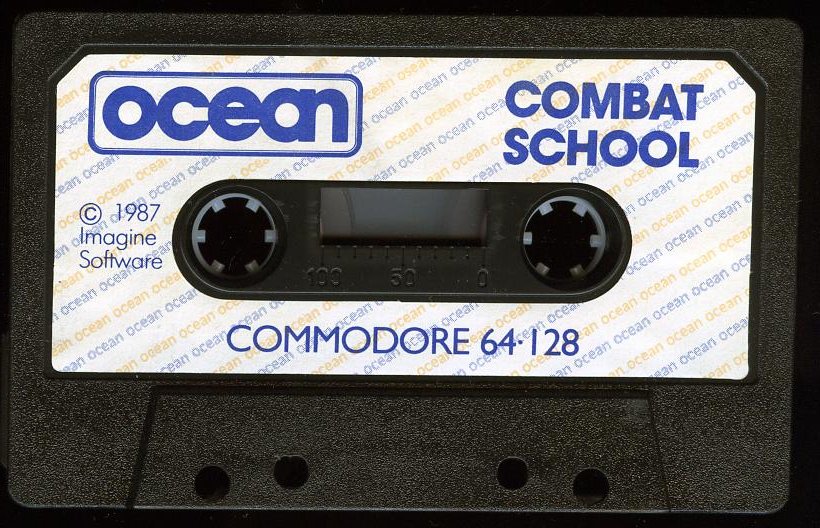 ocean
COMBAT
SCHOOL
© 1987
Imagine
Software
100 50 0
COMMODORE 64·128